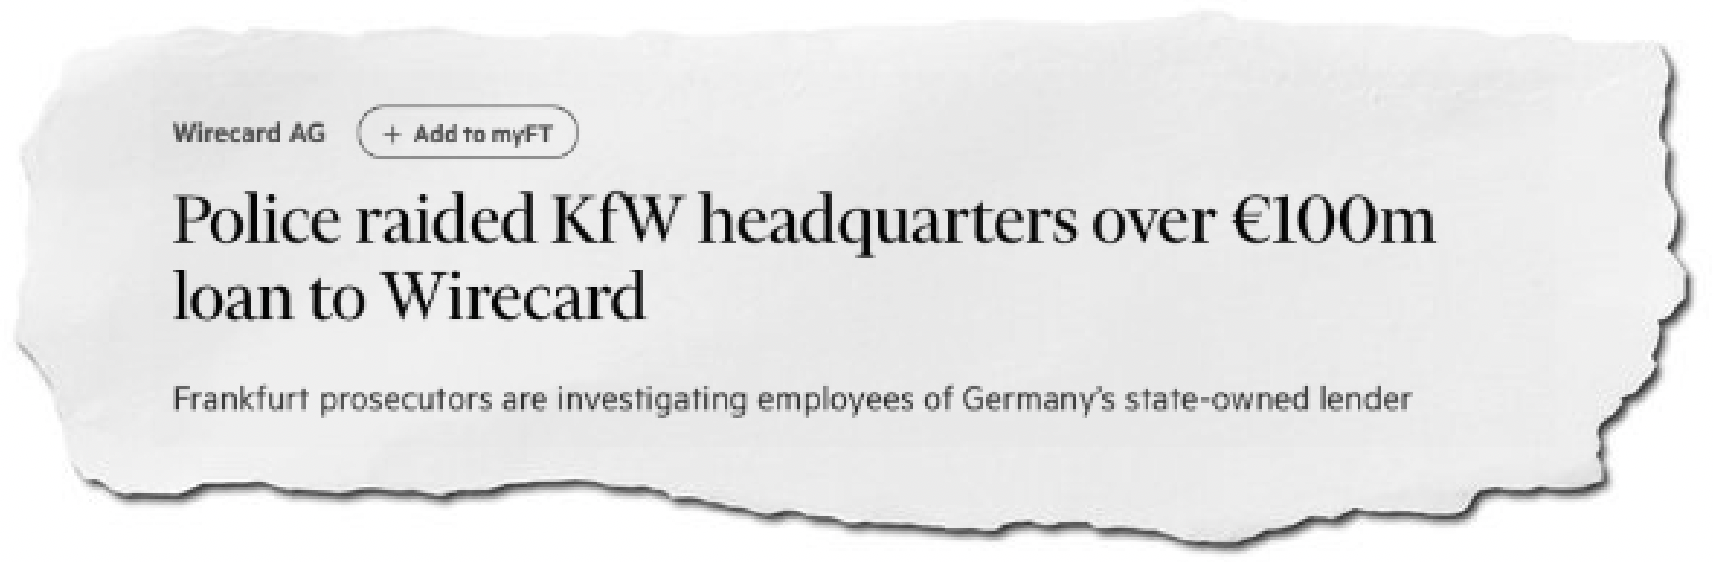 Wirecard AG + Add to myFT
Police raided KfW headquarters over €100m
loan to Wirecard
Frankfurt prosecutors are investigating employees of Germany's state-owned lender